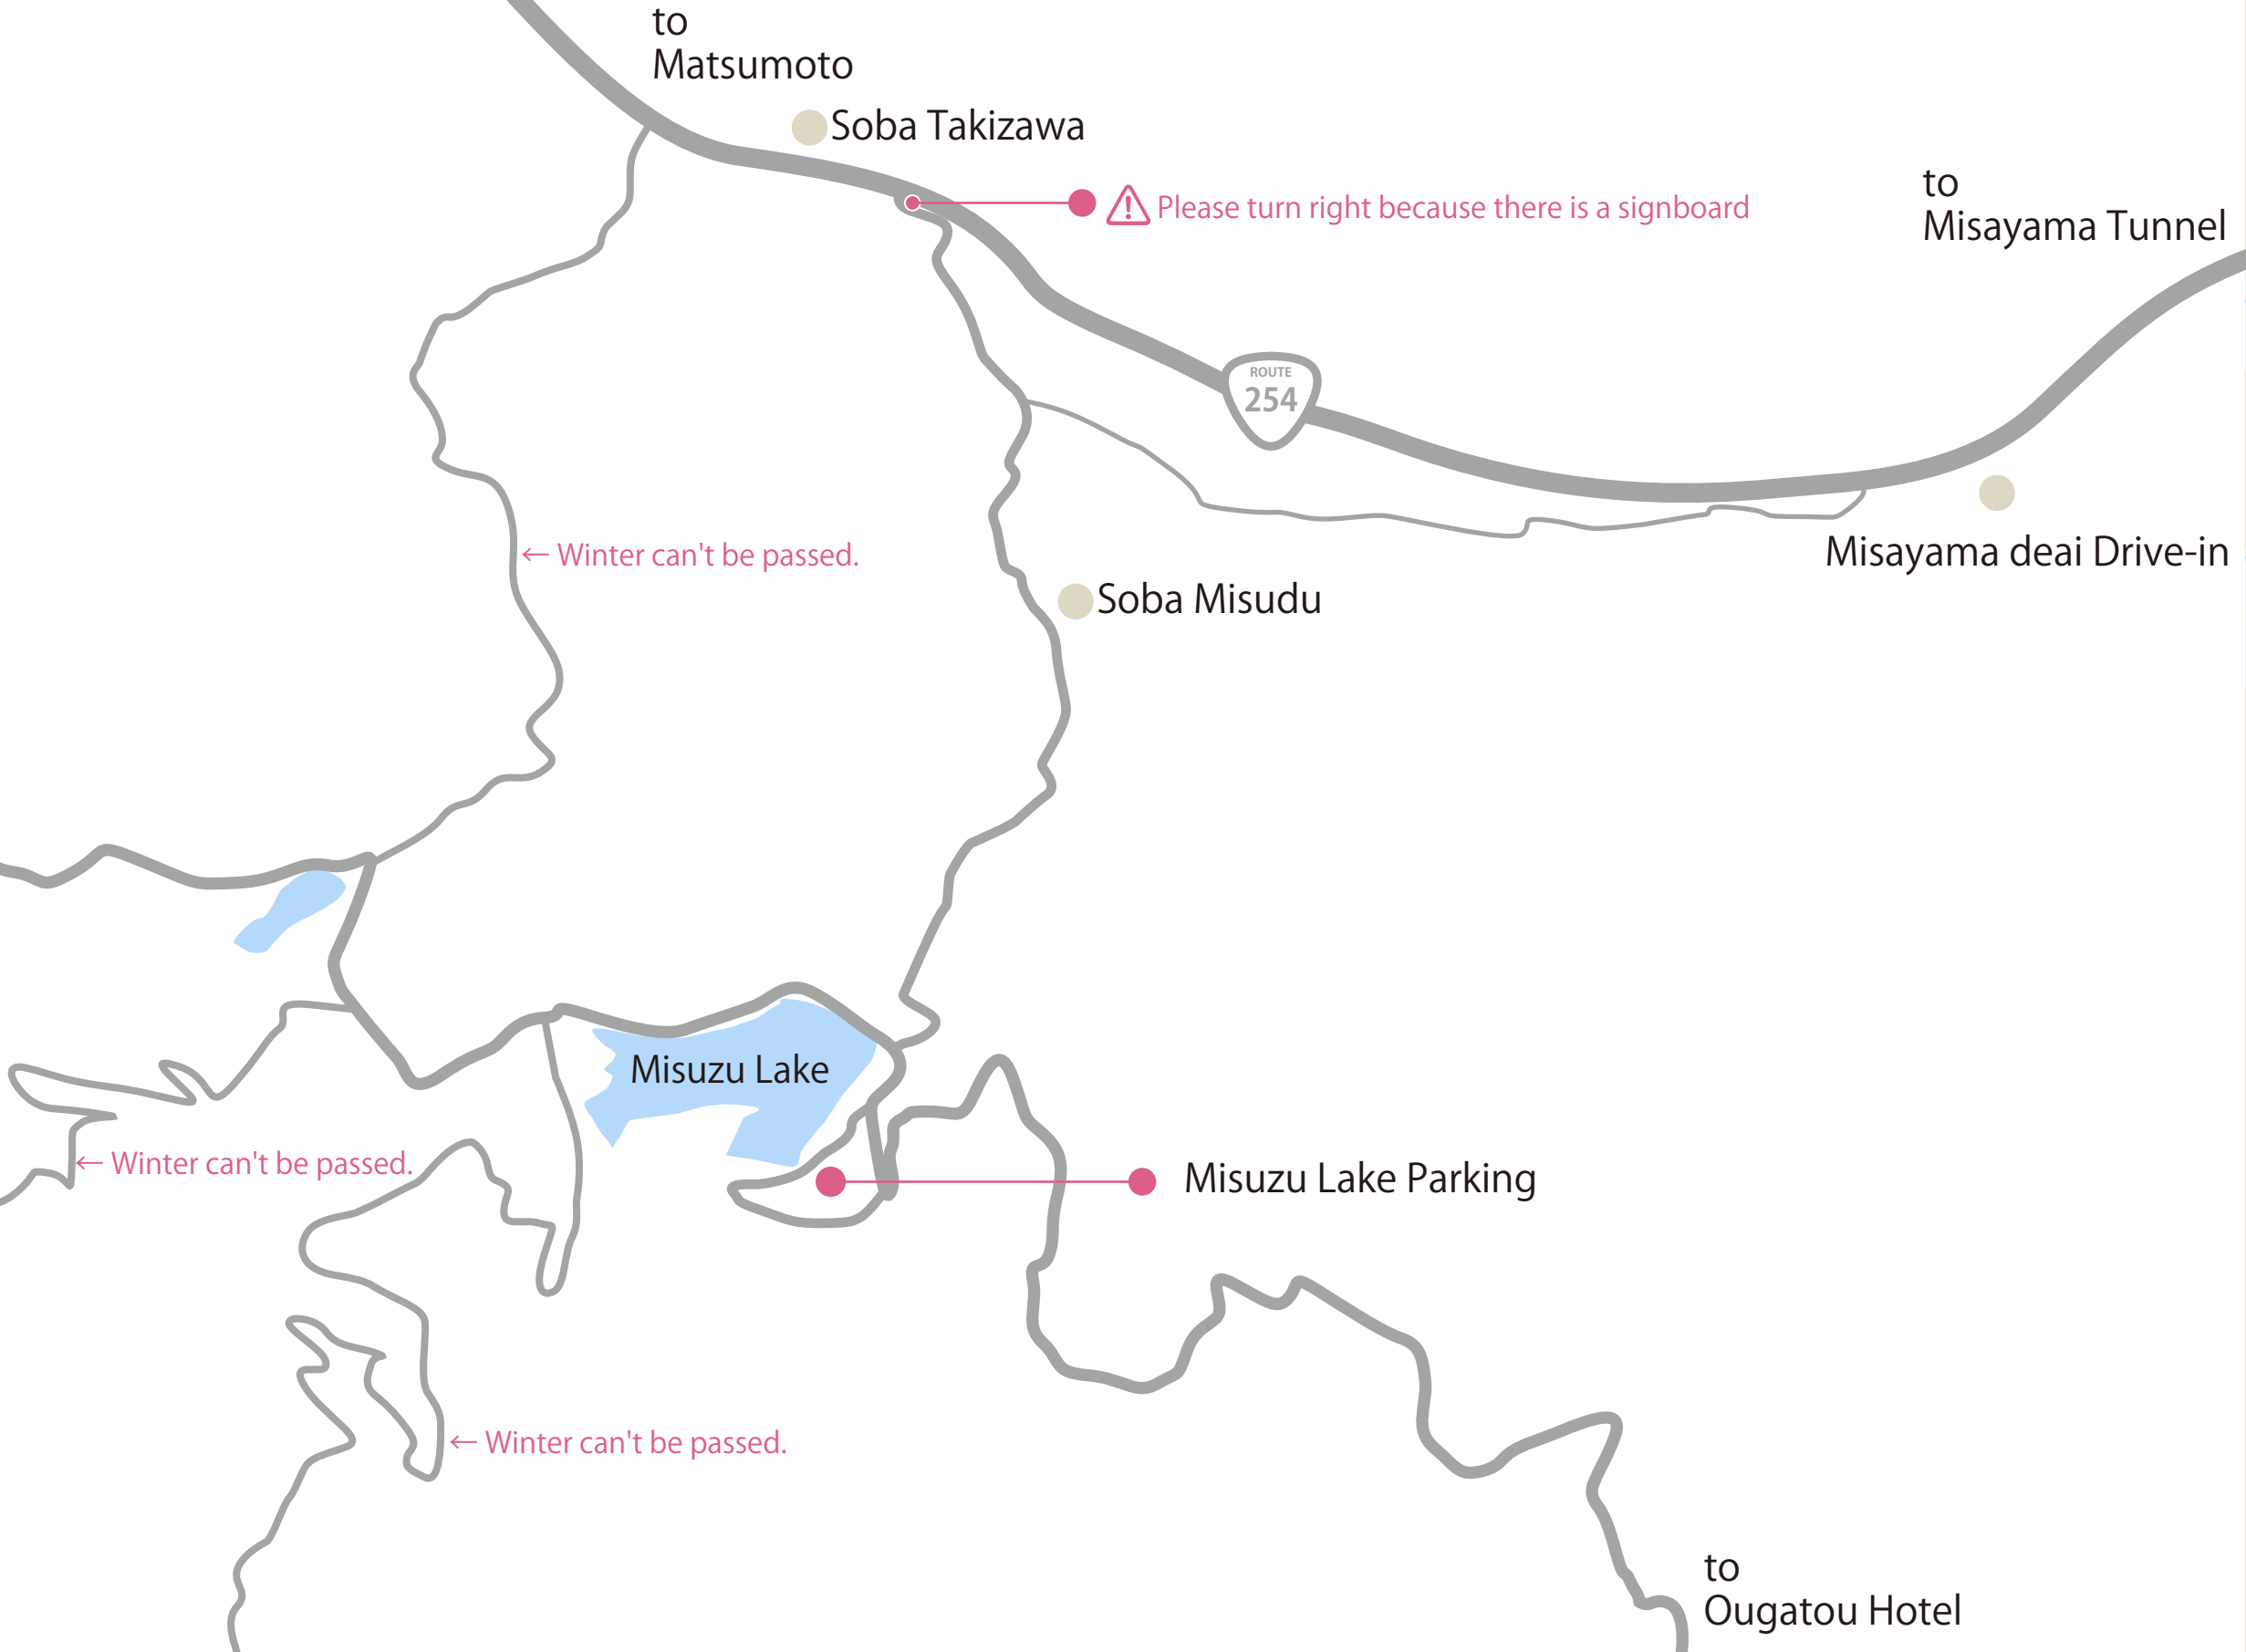 to
Matsumoto
Soba Takizawa
Please turn right because there is a signboard
to
Misayama Tunnel
ROUTE
254
Misayama deai Drive-in
← Winter can't be passed.
Soba Misudu
Misuzu Lake
← Winter can't be passed.
Misuzu Lake Parking
← Winter can't be passed.
to
Ougatou Hotel